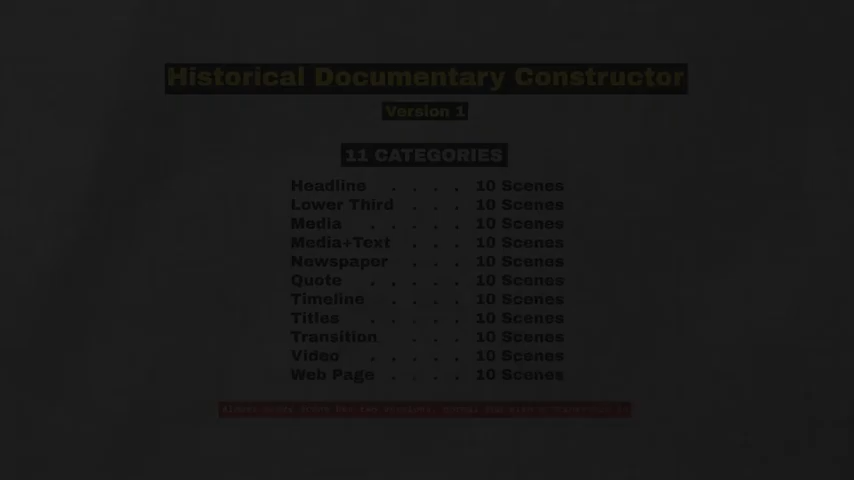 Historical Documentary Constructor
Version 1
11 CATEGORIES
Headline . . . . 10 Scenes
Lower Third . . . 10 Scenes
Media . . . . . 10 Scenes
Media+Text . . . 10 Scenes
Newspaper . . . 10 Scenes
Quote . . . . . 10 Scenes
Timeline . . . . 10 Scenes
Titles . . . . . 10 Scenes
Transition . . . 10 Scenes
Video . . . . . 10 Scenes
Web Page . . . . 10 Scenes